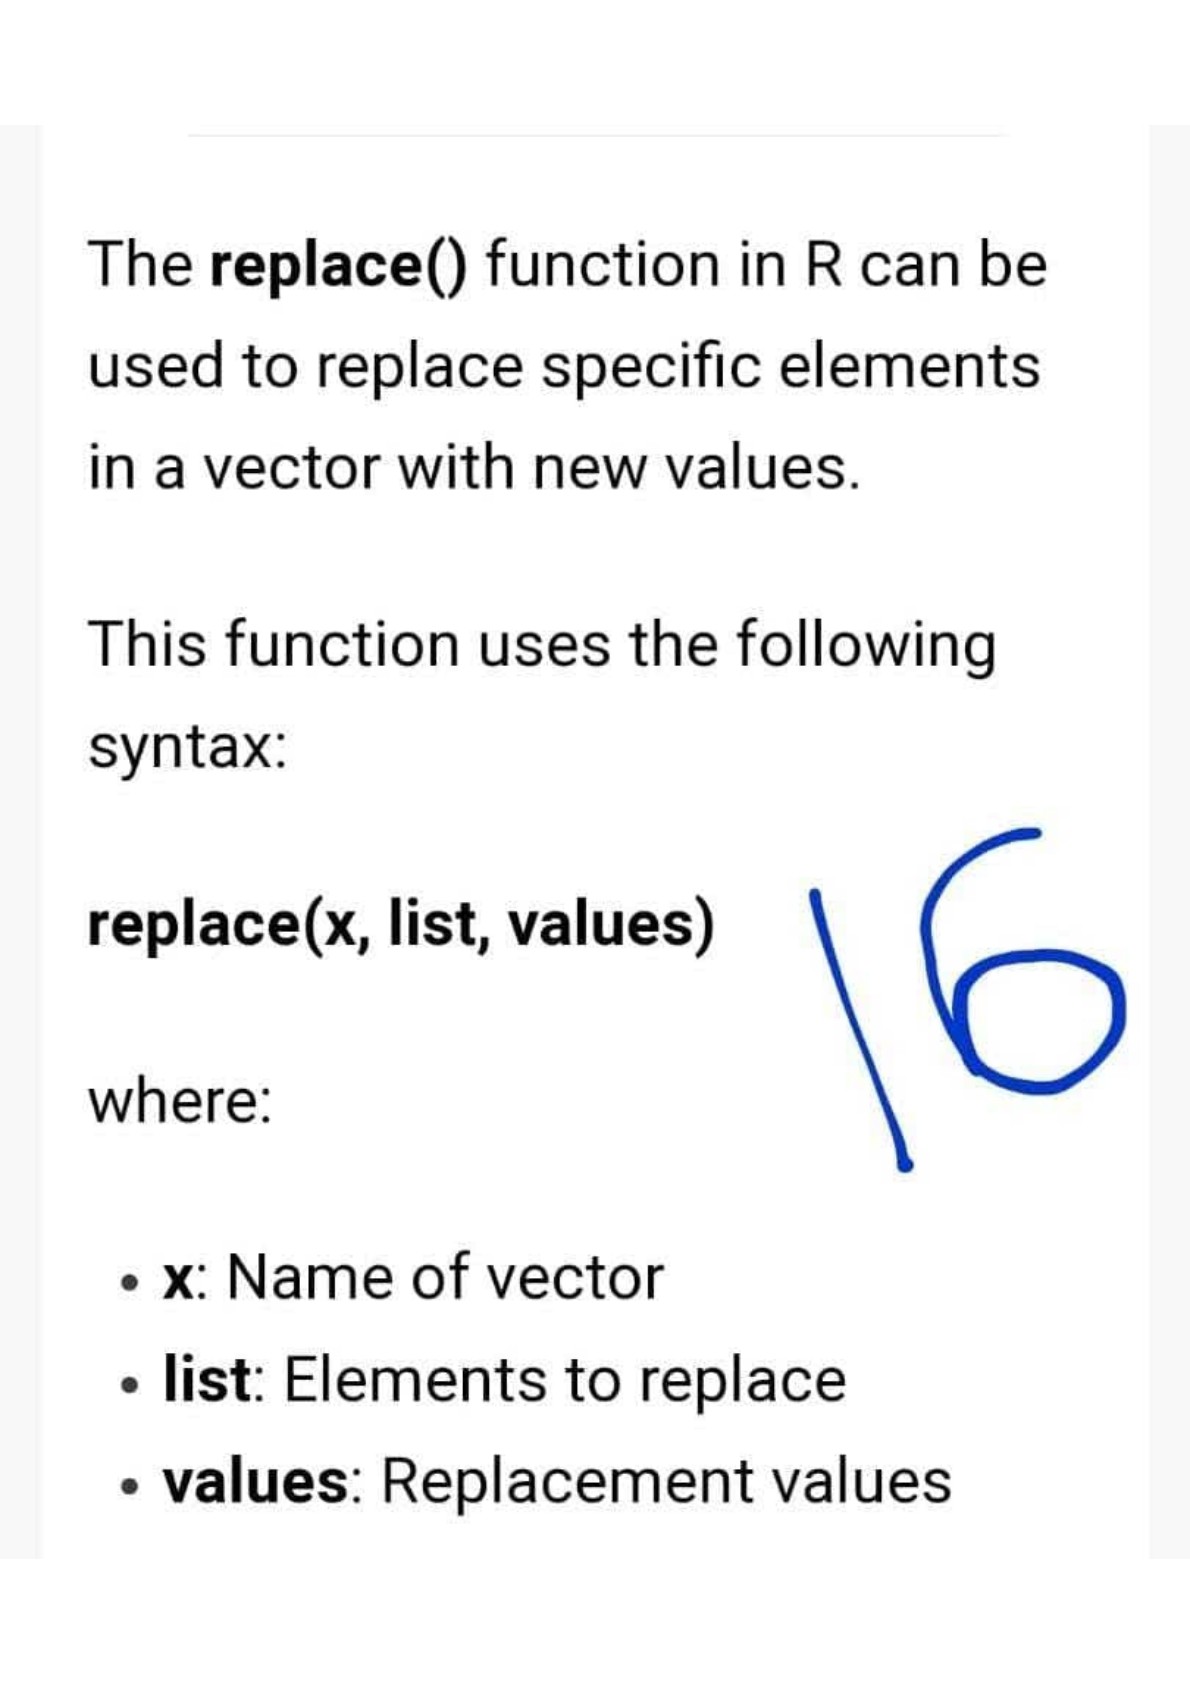 The replace() function in R can be
used to replace specific elements
in a vector with new values.
This function uses the following
syntax:
replace(x, list, values)
16
where:
• x: Name of vector
• list: Elements to replace
• values: Replacement values